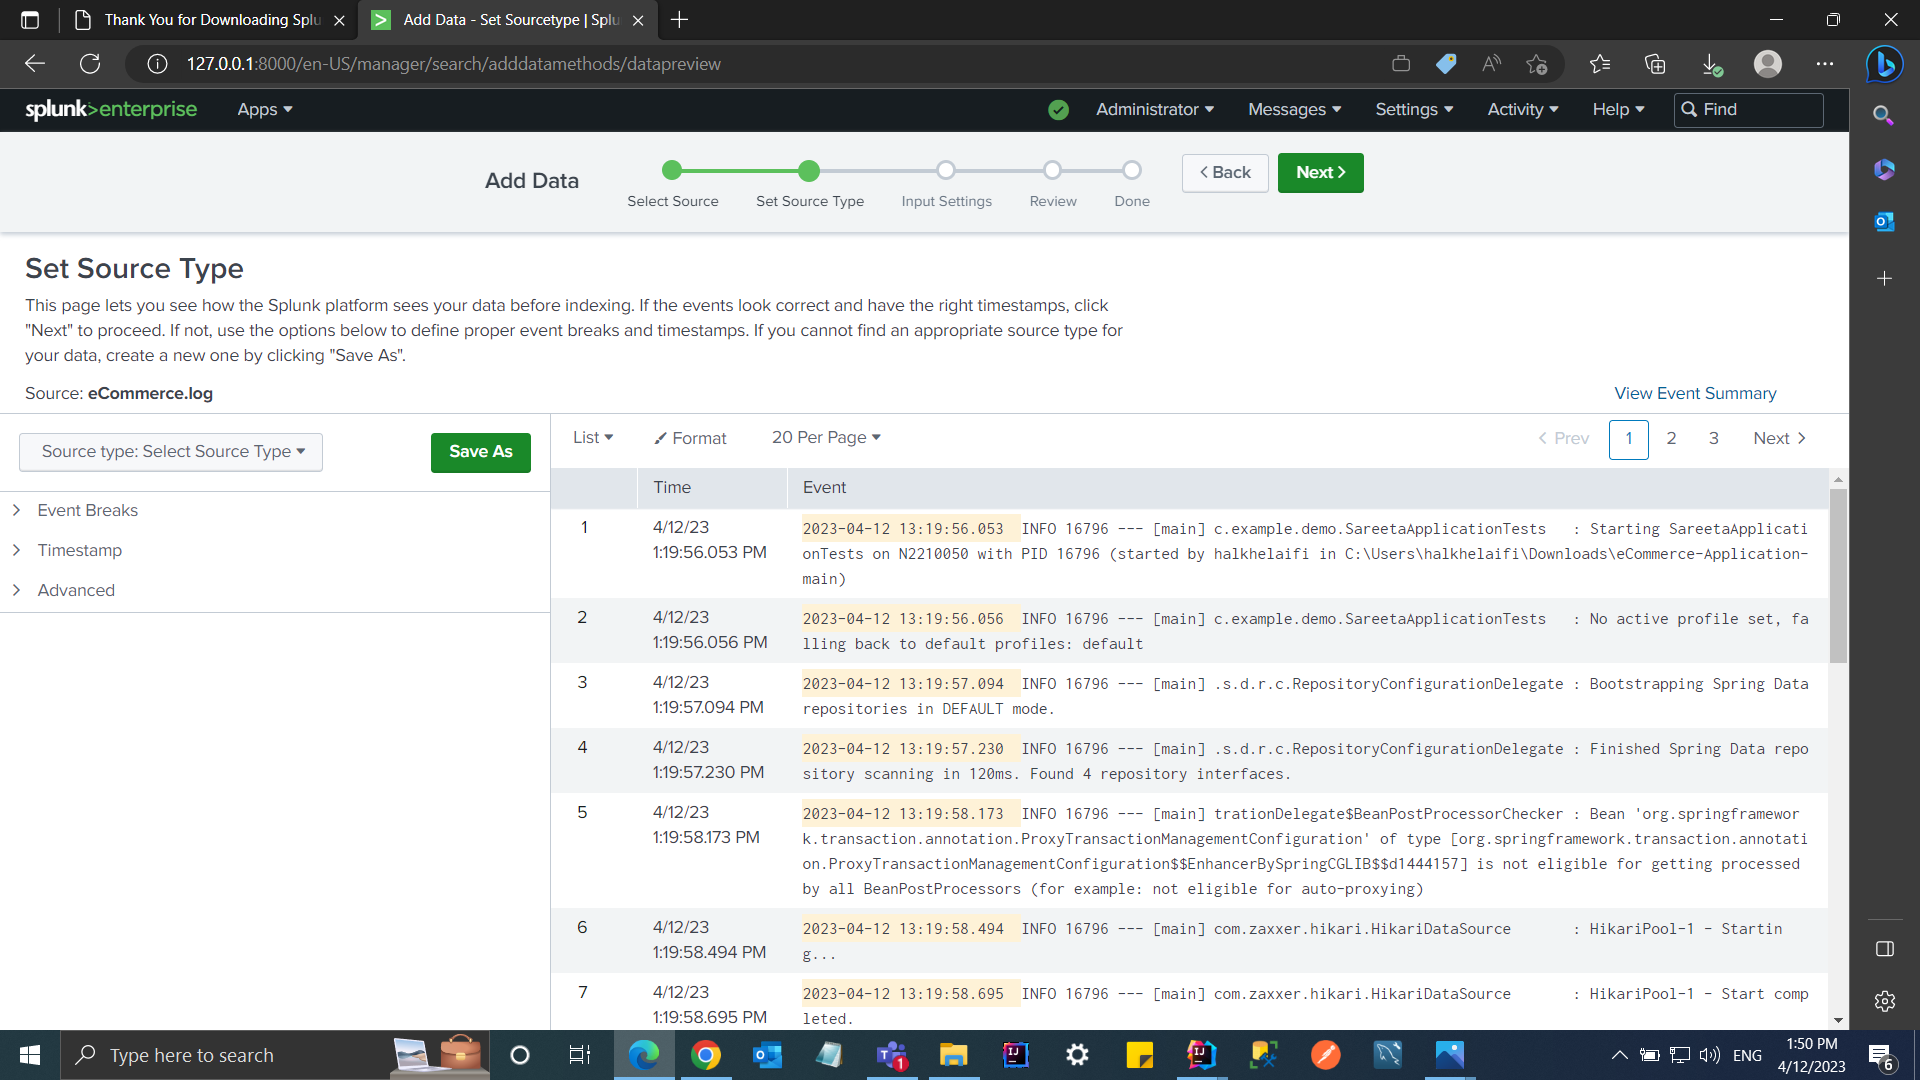 Thank You for Downloading Splu
Add Data - Set Sourcetype | Splu
127.0.0.1:8000/en-US/manager/search/adddatamethods/datapreview
splunk>enterprise Apps Administrator Messages Settings Activity Help Find
Add Data
Select Source Set Source Type Input Settings Review Done
< Back Next >
Set Source Type
This page lets you see how the Splunk platform sees your data before indexing. If the events look correct and have the right timestamps, click
"Next" to proceed. If not, use the options below to define proper event breaks and timestamps. If you cannot find an appropriate source type for
your data, create a new one by clicking "Save As".
Source: eCommerce.log
View Event Summary
Source type: Select Source Type
Save As
Event Breaks
Timestamp
Advanced
List Format 20 Per Page < Prev 1 2 3 Next >
Time Event
1 4/12/23
1:19:56.053 PM
2023-04-12 13:19:56.053 INFO 16796 --- [main] c.example.demo.SareetaApplicationTests : Starting SareetaApplicati
onTests on N2210050 with PID 16796 (started by halkhelaifi in C:\Users\halkhelaifi\Downloads\eCommerce-Application-
main)
2 4/12/23
1:19:56.056 PM
2023-04-12 13:19:56.056 INFO 16796 --- [main] c.example.demo.SareetaApplicationTests : No active profile set, fa
lling back to default profiles: default
3 4/12/23
1:19:57.094 PM
2023-04-12 13:19:57.094 INFO 16796 --- [main] .s.d.r.c.RepositoryConfigurationDelegate : Bootstrapping Spring Data
repositories in DEFAULT mode.
4 4/12/23
1:19:57.230 PM
2023-04-12 13:19:57.230 INFO 16796 --- [main] .s.d.r.c.RepositoryConfigurationDelegate : Finished Spring Data repo
sitory scanning in 120ms. Found 4 repository interfaces.
5 4/12/23
1:19:58.173 PM
2023-04-12 13:19:58.173 INFO 16796 --- [main] trationDelegate$BeanPostProcessorChecker : Bean 'org.springframewor
k.transaction.annotation.ProxyTransactionManagementConfiguration' of type [org.springframework.transaction.annotati
on.ProxyTransactionManagementConfiguration$$EnhancerBySpringCGLIB$$d1444157] is not eligible for getting processed
by all BeanPostProcessors (for example: not eligible for auto-proxying)
6 4/12/23
1:19:58.494 PM
2023-04-12 13:19:58.494 INFO 16796 --- [main] com.zaxxer.hikari.HikariDataSource : HikariPool-1 - Startin
g...
7 4/12/23
1:19:58.695 PM
2023-04-12 13:19:58.695 INFO 16796 --- [main] com.zaxxer.hikari.HikariDataSource : HikariPool-1 - Start comp
leted.
Type here to search
ENG
1:50 PM
4/12/2023
6
1